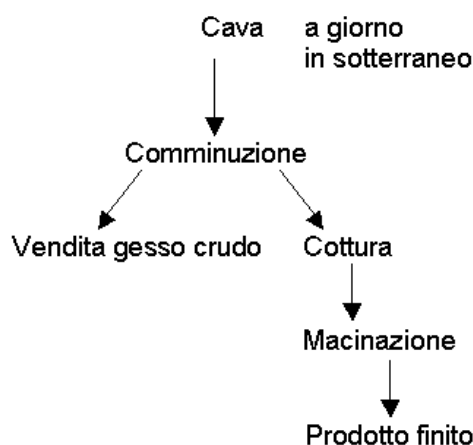 Cava a giorno
in sotterraneo
Comminuzione
Vendita gesso crudo Cottura
Macinazione
Prodotto finito